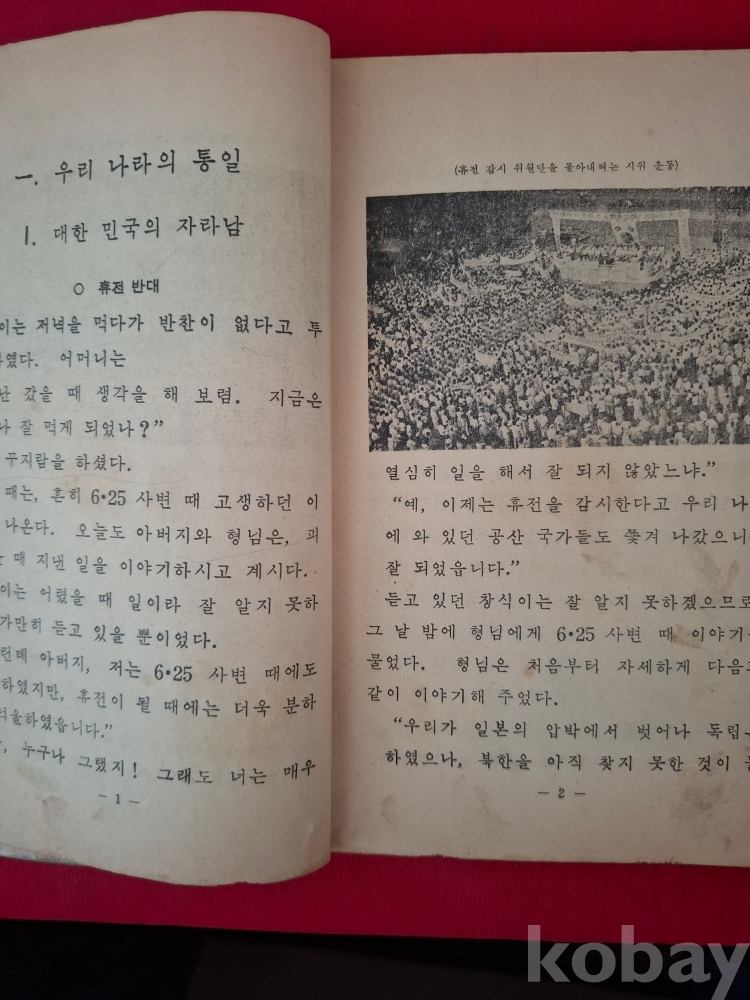 一. 우리 나라의 통일
1. 대한 민국의 자라남
○ 휴전 반대
이는 저녁을 먹다가 반찬이 없다고 투
였다. 어머니는
난 갔을 때 생각을 해 보렴. 지금은
나 잘 먹게 되었나?”
꾸지람을 하셨다.
때는, 흔히 6•25 사변 때 고생하던 이
나온다. 오늘도 아버지와 형님은, 피
때 지낸 일을 이야기하시고 계시다.
이는 어렸을 때 일이라 잘 알지 못하
가만히 듣고 있을 뿐이었다.
런데 아버지, 저는 6•25 사변 때에도
하였지만, 휴전이 될 때에는 더욱 분하
억울하였읍니다.”
누구나 그랬지! 그래도 너는 매우
— 1 —
(휴전 감시 위원단을 몰아내려는 시위 운동)
열심히 일을 해서 잘 되지 않았느냐.”
“예, 이제는 휴전을 감시한다고 우리 나
에 와 있던 공산 국가들도 쫓겨 나갔으니
잘 되었읍니다.”
듣고 있던 창식이는 잘 알지 못하겠으므로
그 날 밤에 형님에게 6•25 사변 때 이야기를
물었다. 형님은 처음부터 자세하게 다음과
같이 이야기해 주었다.
“우리가 일본의 압박에서 벗어나 독립은
하였으나, 북한을 아직 찾지 못한 것이
— 2 —
kobay